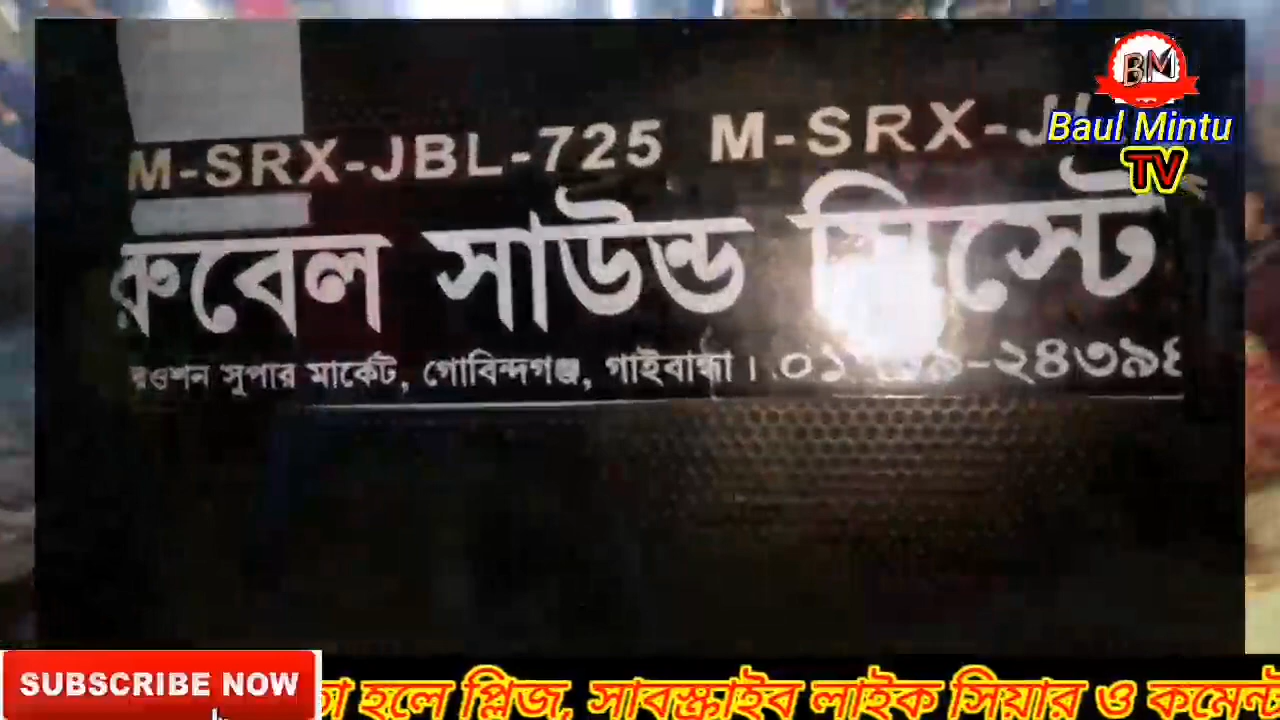 M-SRX-JBL-725 M-SRX-J
রুবেল সাউন্ড সিস্টে
রওশন সুপার মার্কেট, গোবিন্দগঞ্জ, গাইবান্ধা।
BM
Baul Mintu
TV
SUBSCRIBE NOW
তা হলে প্লিজ, সাবস্ক্রাইব লাইক সিয়ার ও কমেন্ট